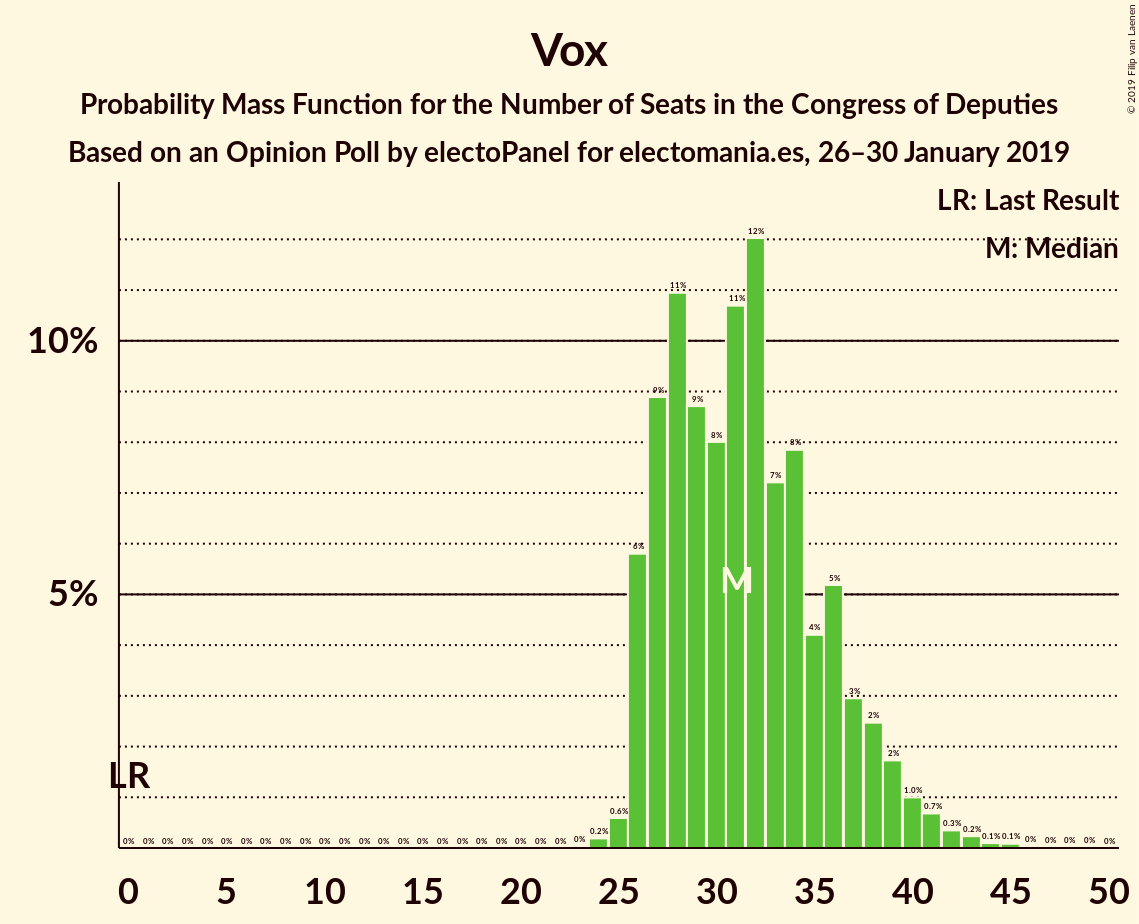 © 2019 Filip van Laenen
Vox
Probability Mass Function for the Number of Seats in the Congress of Deputies
Based on an Opinion Poll by electoPanel for electomania.es, 26–30 January 2019
LR: Last Result
M: Median
10%
5%
LR
M
0% 0% 0% 0% 0% 0% 0% 0% 0% 0% 0% 0% 0% 0% 0% 0% 0% 0% 0% 0% 0% 0% 0% 0% 0.2% 0.6% 6% 9% 11% 9% 8% 11% 12% 7% 8% 4% 5% 3% 2% 2% 1.0% 0.7% 0.3% 0.2% 0.1% 0.1% 0% 0% 0% 0% 0%
0 5 10 15 20 25 30 35 40 45 50